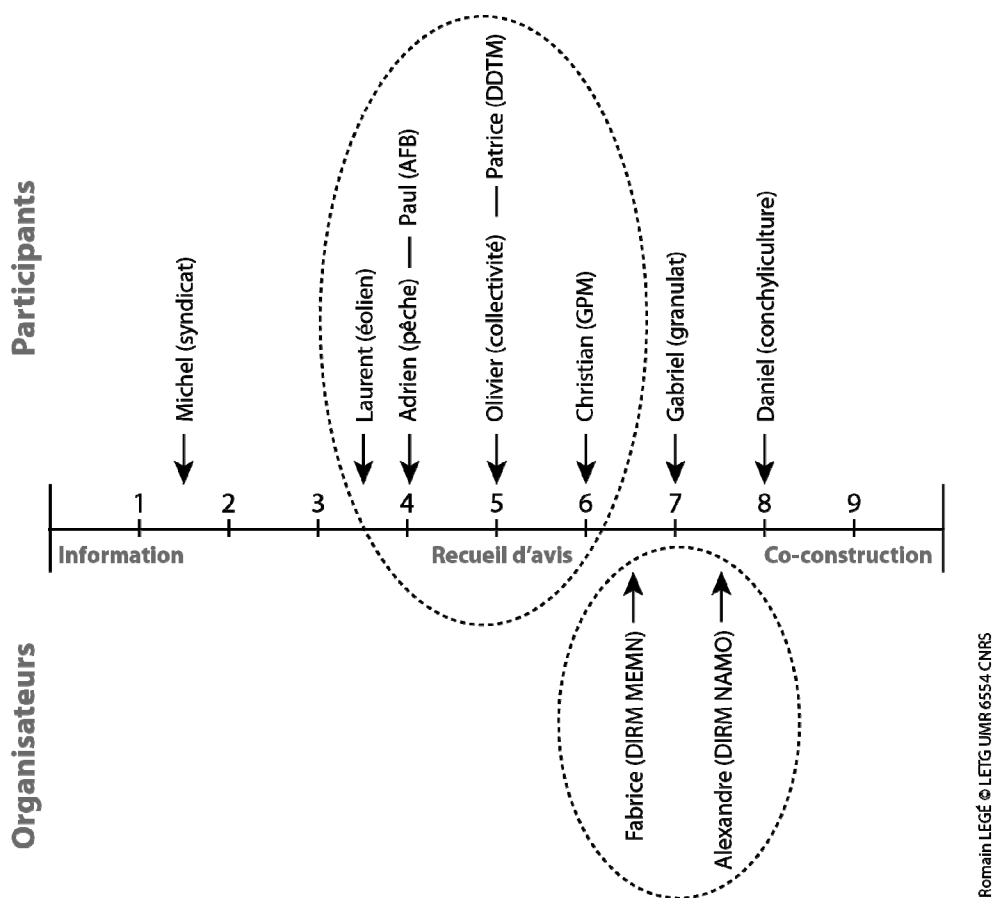 Participants
Michel (syndicat)
Laurent (éolien)
Adrien (pêche) — Paul (AFB)
Olivier (collectivité) — Patrice (DDTM)
Christian (GPM)
Gabriel (granulat)
Daniel (conchyliculture)
1 2 3 4 5 6 7 8 9
Information Recueil d'avis Co-construction
Organisateurs
Fabrice (DIRM MEMN)
Alexandre (DIRM NAMO)
Romain LEGÉ © LETG UMR 6554 CNRS